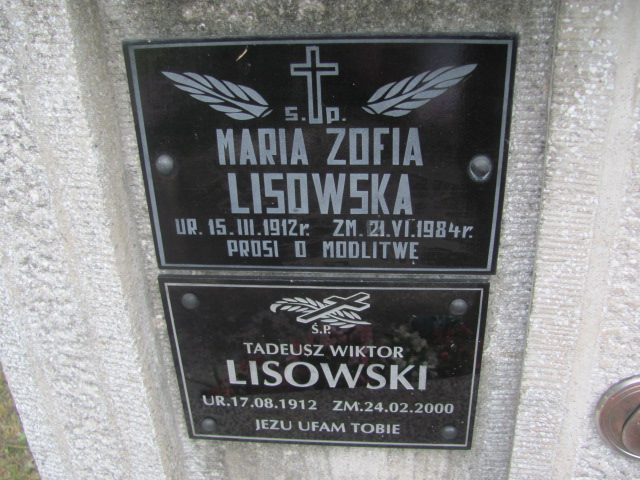 ś.p.
MARIA ZOFIA
LISOWSKA
UR. 15.III.1912r. ZM. 21.VI.1984r.
PROSI O MODLITWĘ
Ś.P.
TADEUSZ WIKTOR
LISOWSKI
UR.17.08.1912 ZM.24.02.2000
JEZU UFAM TOBIE